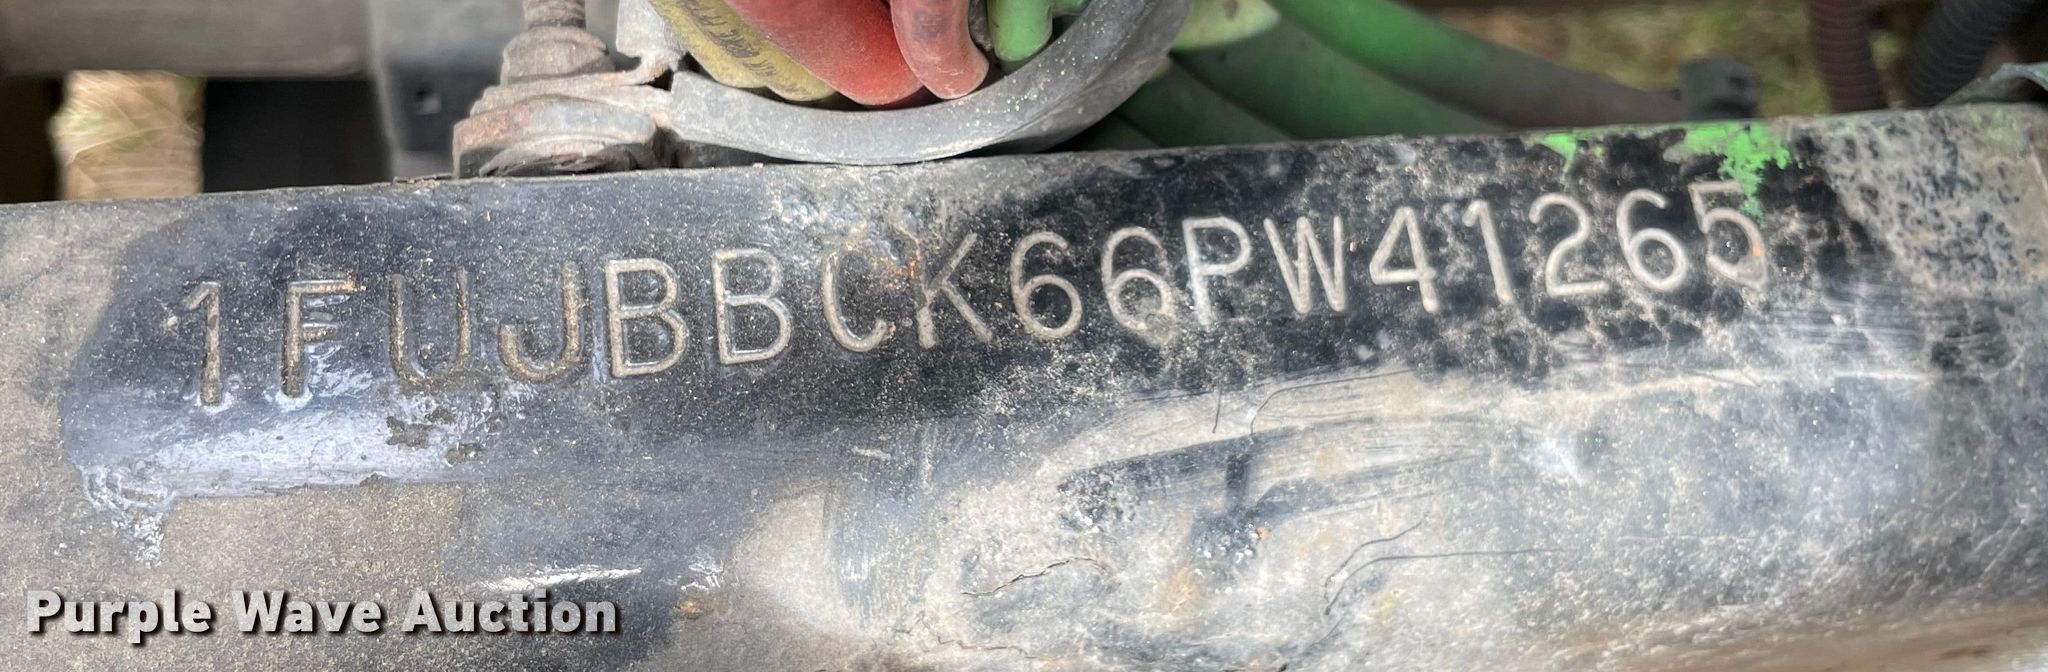 1FUJBBCK66PW41265
Purple Wave Auction